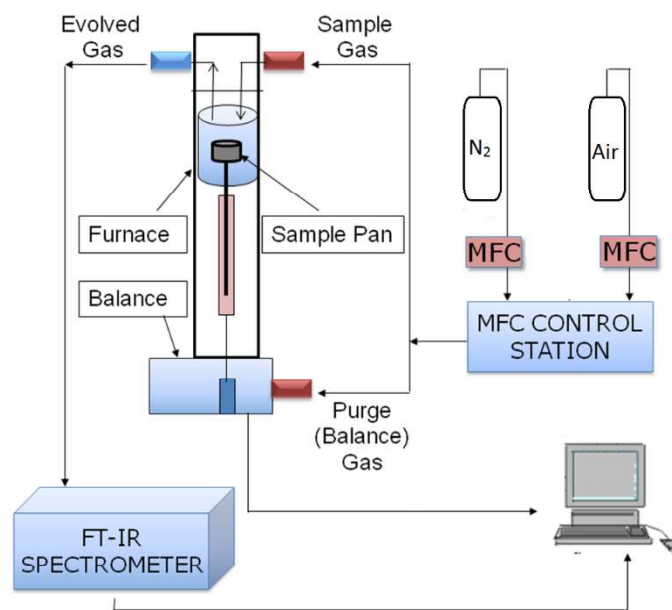 Evolved
Gas
Sample
Gas
N2
Air
Furnace
Sample Pan
MFC
MFC
Balance
MFC CONTROL
STATION
Purge
(Balance)
Gas
FT-IR
SPECTROMETER